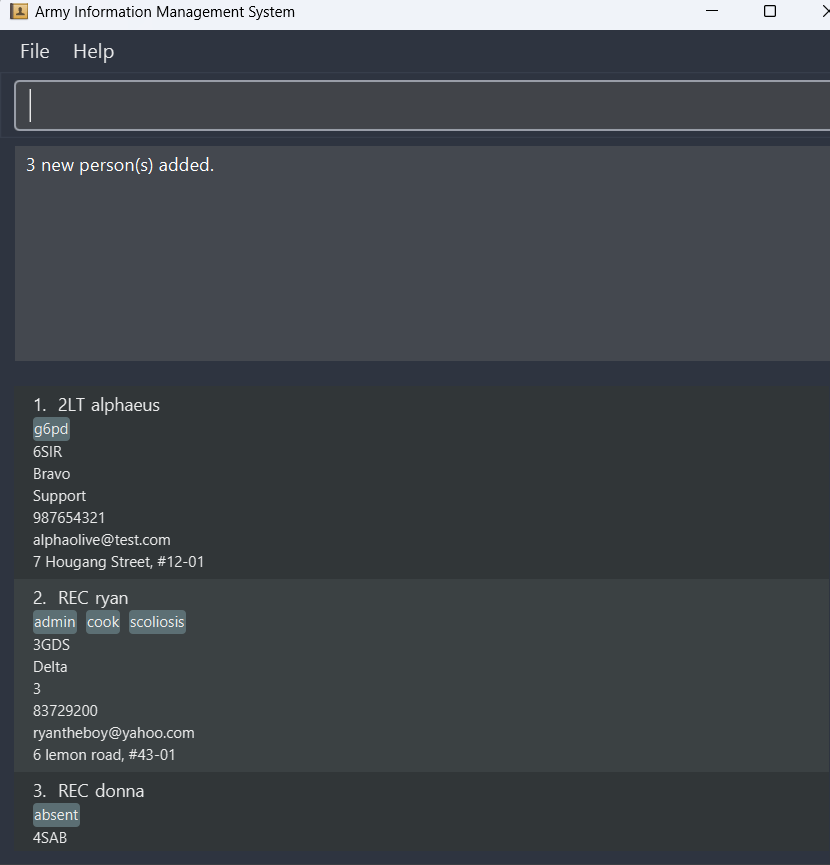 Army Information Management System
File Help
3 new person(s) added.
1. 2LT alphaeus
g6pd
6SIR
Bravo
Support
987654321
alphaolive@test.com
7 Hougang Street, #12-01
2. REC ryan
admin cook scoliosis
3GDS
Delta
3
83729200
ryantheboy@yahoo.com
6 lemon road, #43-01
3. REC donna
absent
4SAB